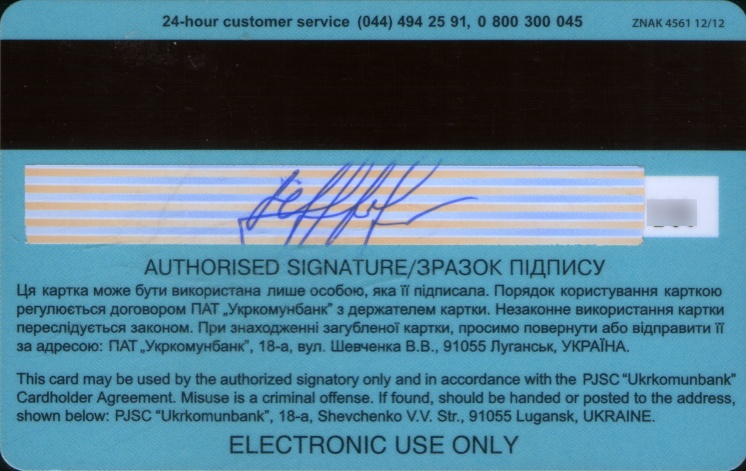 24-hour customer service (044) 494 25 91, 0 800 300 045
ZNAK 4561 12/12
AUTHORISED SIGNATURE/ЗРАЗОК ПІДПИСУ
Ця картка може бути використана лише особою, яка її підписала. Порядок користування карткою
регулюється договором ПАТ „Укркомунбанк” з держателем картки. Незаконне використання картки
переслідується законом. При знаходженні загубленої картки, просимо повернути або відправити її
за адресою: ПАТ „Укркомунбанк”, 18-а, вул. Шевченка В.В., 91055 Луганськ, УКРАЇНА.
This card may be used by the authorized signatory only and in accordance with the PJSC “Ukrkomunbank”
Cardholder Agreement. Misuse is a criminal offense. If found, should be handed or posted to the address,
shown below: PJSC “Ukrkomunbank”, 18-a, Shevchenko V.V. Str., 91055 Lugansk, UKRAINE.
ELECTRONIC USE ONLY